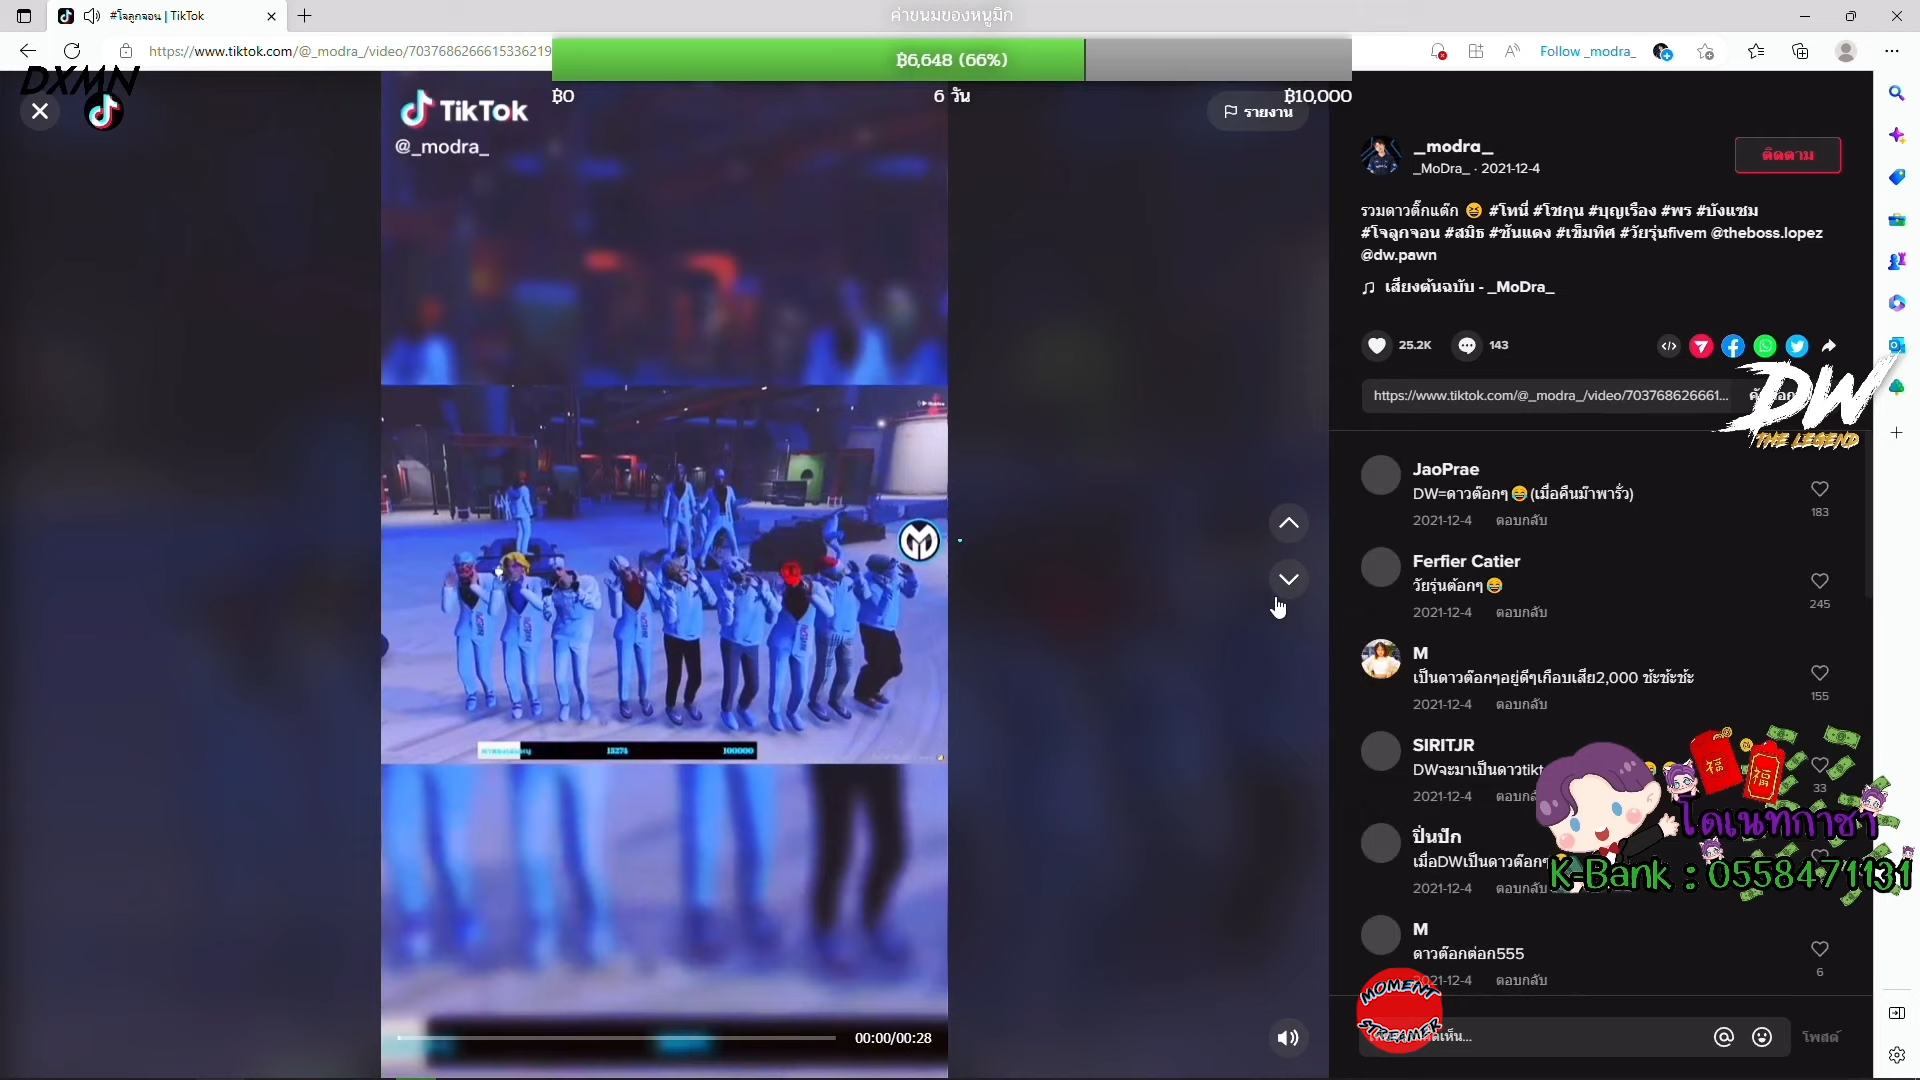 #โจลูกจอน | TikTok
ค่าขนมของหนูมิก
https://www.tiktok.com/@_modra_/video/7037686266615336219
฿6,648 (66%)
Follow _modra_
฿0
6 วัน
฿10,000
DXMN
TikTok
@_modra_
รายงาน
_modra_
_MoDra_ · 2021-12-4
ติดตาม
รวมดาวติ๊กแต๊ก 😆 #โทนี่ #โชกุน #บุญเรือง #พร #บังแซม
#โจลูกจอน #สมิธ #ซันแดง #เข็มทิศ #วัยรุ่นfivem @theboss.lopez
@dw.pawn
เสียงต้นฉบับ - _MoDra_
25.2K
143
https://www.tiktok.com/@_modra_/video/703768626661...
DW
THE LEGEND
JaoPrae
DW=ดาวต๊อกๆ 😂 (เมื่อคืนม๊าพารั่ว)
2021-12-4 ตอบกลับ
183
Ferfier Catier
วัยรุ่นต้อกๆ 😂
2021-12-4 ตอบกลับ
245
M
เป็นดาวต๊อกๆอยู่ดีๆเกือบเสีย2,000 ช้ะช้ะช้ะ
2021-12-4 ตอบกลับ
155
SIRITJR
DWจะมาเป็นดาวtikt
2021-12-4
33
ปิ่นปัก
เมื่อDWเป็นดาวต๊อกๆ
2021-12-4 ตอบกลับ
福
福
โดเนทกาชา
K-Bank : 0558471131
M
ดาวต๊อกต่อก555
2021-12-4 ตอบกลับ
6
MOMENT
STREAMER
โพสต์
15274
100000
00:00/00:28